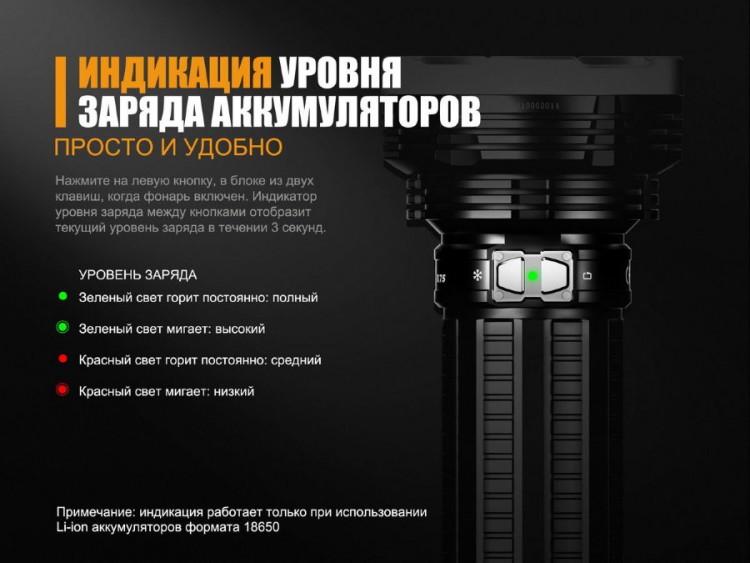 ИНДИКАЦИЯ УРОВНЯ
ЗАРЯДА АККУМУЛЯТОРОВ
ПРОСТО И УДОБНО
Нажмите на левую кнопку, в блоке из двух
клавиш, когда фонарь включен. Индикатор
уровня заряда между кнопками отобразит
текущий уровень заряда в течении 3 секунд.
УРОВЕНЬ ЗАРЯДА
Зеленый свет горит постоянно: полный
Зеленый свет мигает: высокий
Красный свет горит постоянно: средний
Красный свет мигает: низкий
Примечание: индикация работает только при использовании
Li-ion аккумуляторов формата 18650